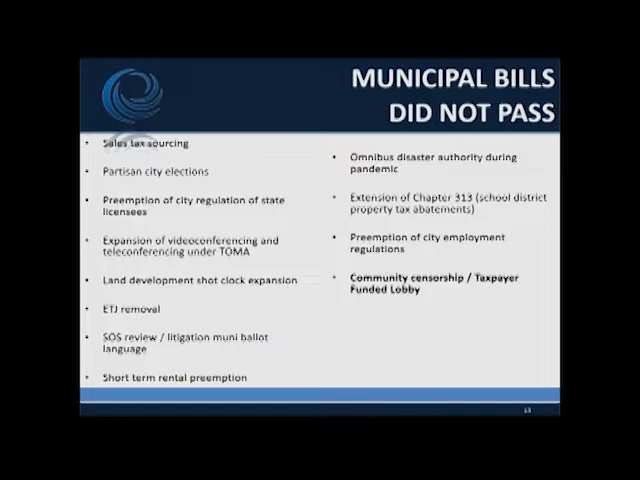 MUNICIPAL BILLS
DID NOT PASS
• Sales tax sourcing
• Partisan city elections
• Preemption of city regulation of state
licensees
• Expansion of videoconferencing and
teleconferencing under TOMA
• Land development shot clock expansion
• ETJ removal
• SOS review / litigation muni ballot
language
• Short term rental preemption
• Omnibus disaster authority during
pandemic
• Extension of Chapter 313 (school district
property tax abatements)
• Preemption of city employment
regulations
• Community censorship / Taxpayer
Funded Lobby
13